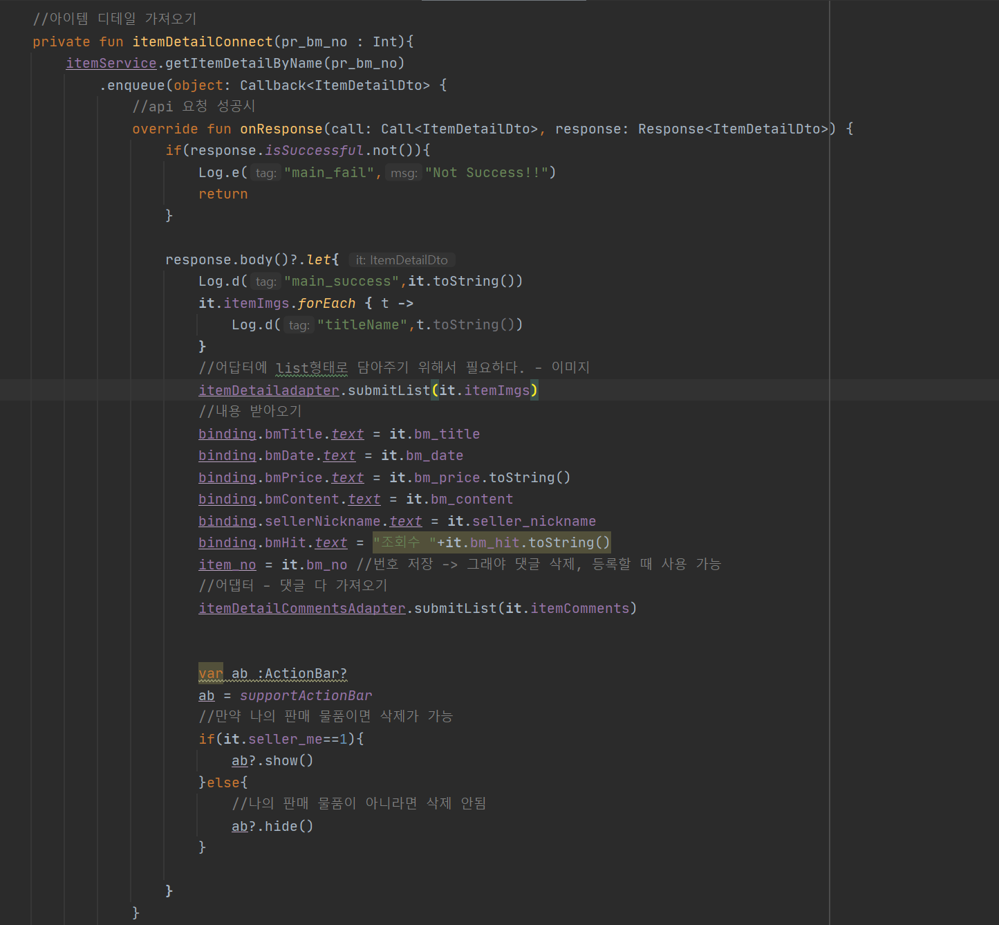 //아이템 디테일 가져오기
private fun itemDetailConnect(pr_bm_no : Int){
itemService.getItemDetailByName(pr_bm_no)
.enqueue(object: Callback<ItemDetailDto> {
//api 요청 성공시
override fun onResponse(call: Call<ItemDetailDto>, response: Response<ItemDetailDto>) {
if(response.isSuccessful.not()){
Log.e( tag: "main_fail", msg: "Not Success!!")
return
}
response.body()?.let{ it: ItemDetailDto
Log.d( tag: "main_success",it.toString())
it.itemImgs.forEach { t ->
Log.d( tag: "titleName",t.toString())
}
//어답터에 list형태로 담아주기 위해서 필요하다. - 이미지
itemDetailadapter.submitList(it.itemImgs)
//내용 받아오기
binding.bmTitle.text = it.bm_title
binding.bmDate.text = it.bm_date
binding.bmPrice.text = it.bm_price.toString()
binding.bmContent.text = it.bm_content
binding.sellerNickname.text = it.seller_nickname
binding.bmHit.text = "조회수 "+it.bm_hit.toString()
item_no = it.bm_no //번호 저장 -> 그래야 댓글 삭제, 등록할 때 사용 가능
//어댑터 - 댓글 다 가져오기
itemDetailCommentsAdapter.submitList(it.itemComments)
var ab :ActionBar?
ab = supportActionBar
//만약 나의 판매 물품이면 삭제가 가능
if(it.seller_me==1){
ab?.show()
}else{
//나의 판매 물품이 아니라면 삭제 안됨
ab?.hide()
}
}
}